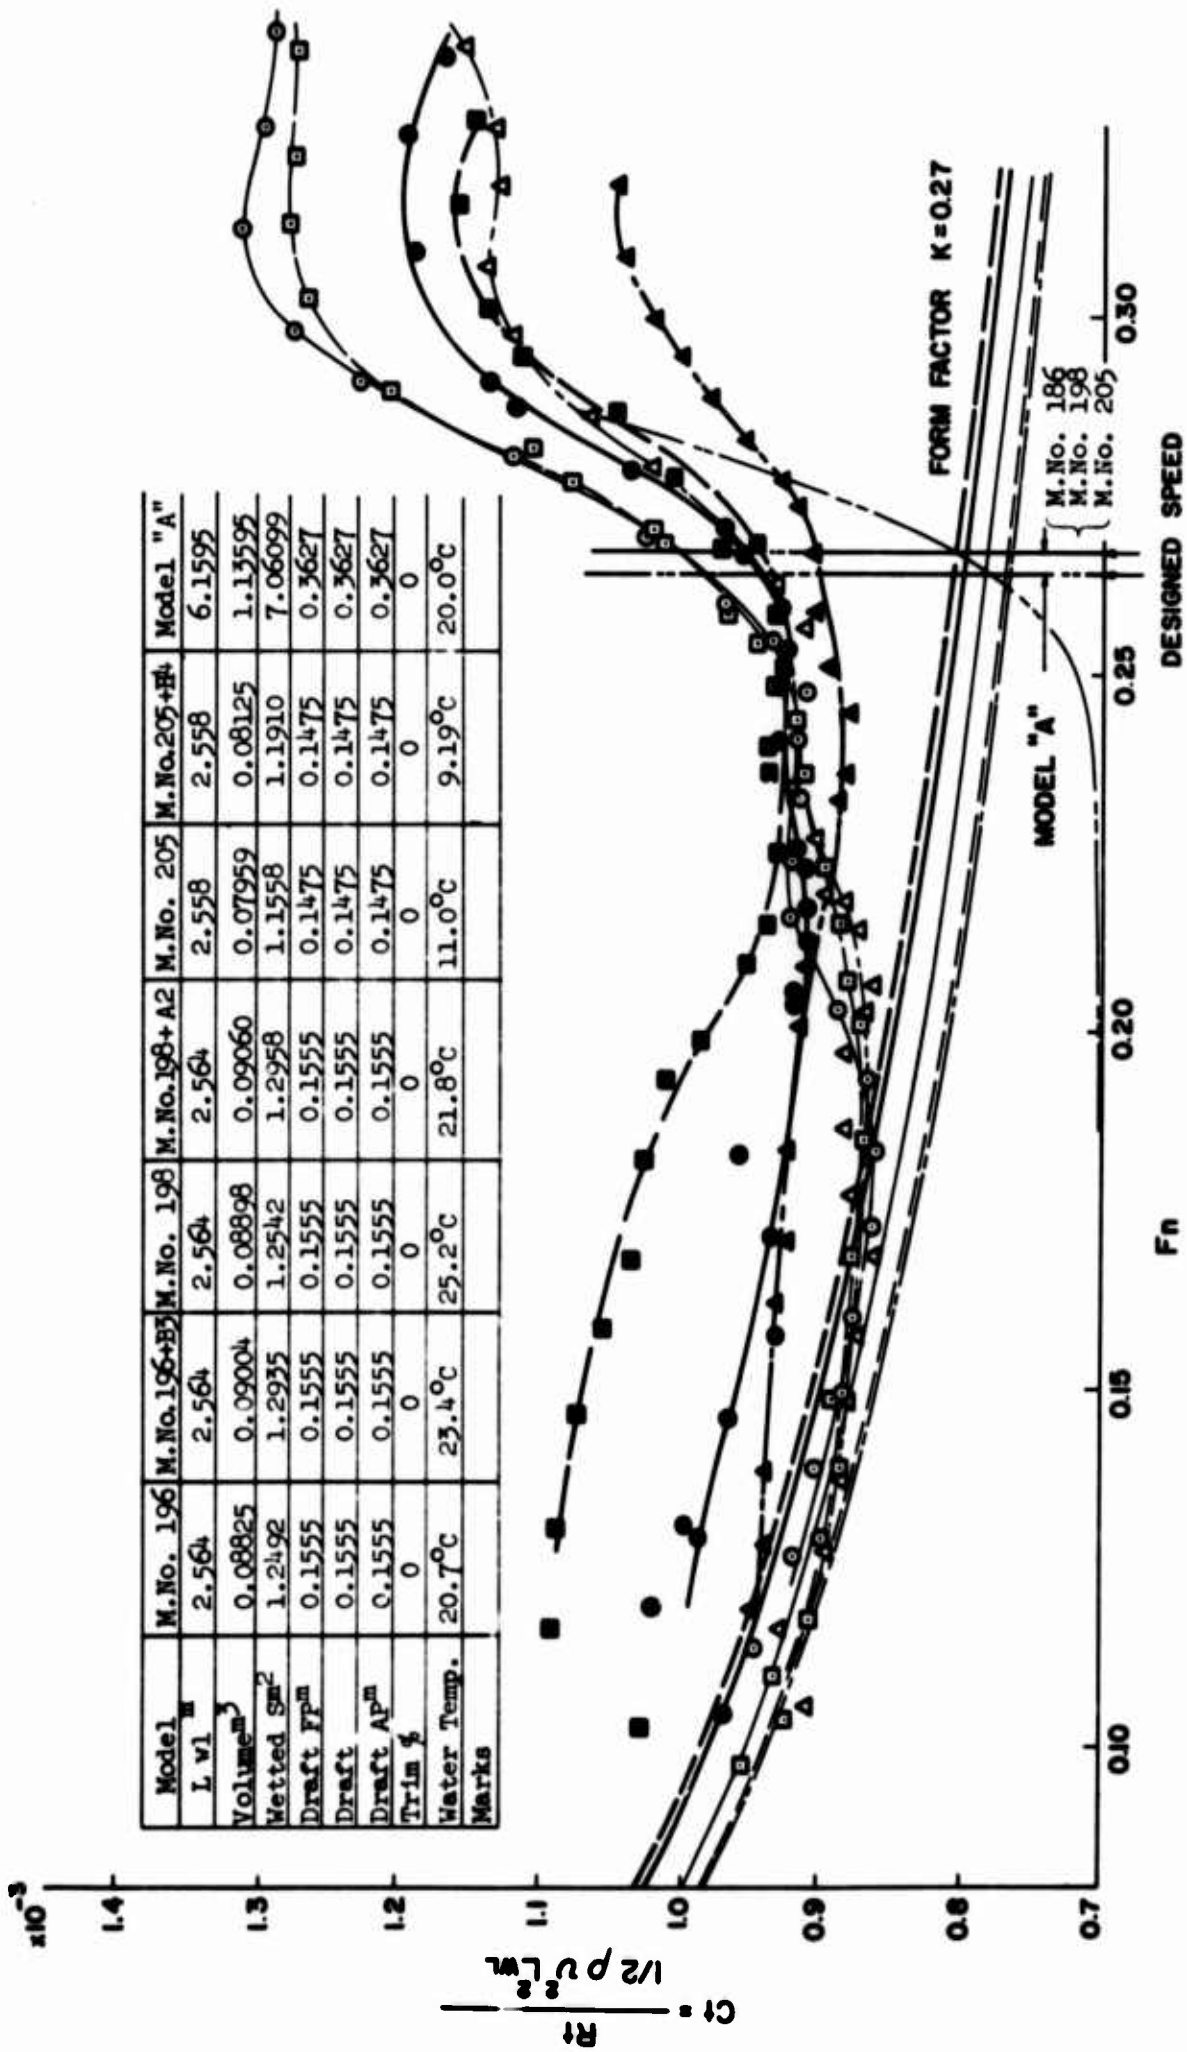 Model M.No. 196 M.No.196+B3 M.No. 198 M.No.198+A2 M.No. 205 M.No.205+B4 Model "A"
L wl m 2.564 2.564 2.564 2.564 2.558 2.558 6.1595
Volume m3 0.08825 0.09004 0.08898 0.09060 0.07959 0.08125 1.13595
Wetted Sm2 1.2492 1.2935 1.2542 1.2958 1.1558 1.1910 7.06099
Draft FPm 0.1555 0.1555 0.1555 0.1555 0.1475 0.1475 0.3627
Draft 0.1555 0.1555 0.1555 0.1555 0.1475 0.1475 0.3627
Draft APm 0.1555 0.1555 0.1555 0.1555 0.1475 0.1475 0.3627
Trim % 0 0 0 0 0 0 0
Water Temp. 20.7°C 23.4°C 25.2°C 21.8°C 11.0°C 9.19°C 20.0°C
Marks
x10-3
1.4
1.3
1.2
1.1
1.0
0.9
0.8
0.7
Ct = Rt
1/2 ρ υ2 L2WL
FORM FACTOR K=0.27
M.No. 186
M.No. 198
M.No. 205
MODEL "A"
0.10 0.15 0.20 0.25 0.30
Fn
DESIGNED SPEED